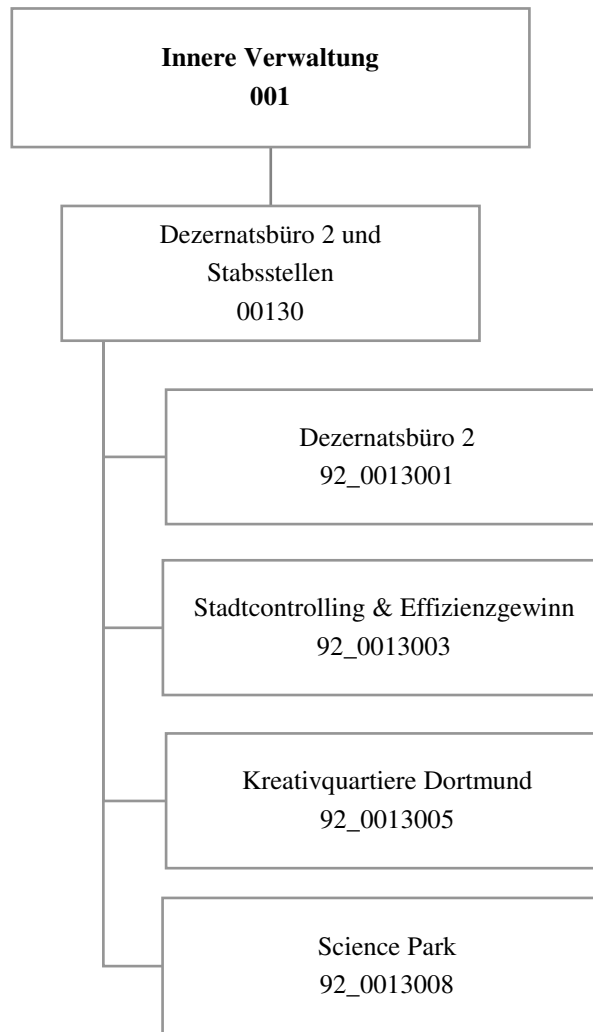 Innere Verwaltung
001
Dezernatsbüro 2 und
Stabsstellen
00130
Dezernatsbüro 2
92_0013001
Stadtcontrolling & Effizienzgewinn
92_0013003
Kreativquartiere Dortmund
92_0013005
Science Park
92_0013008